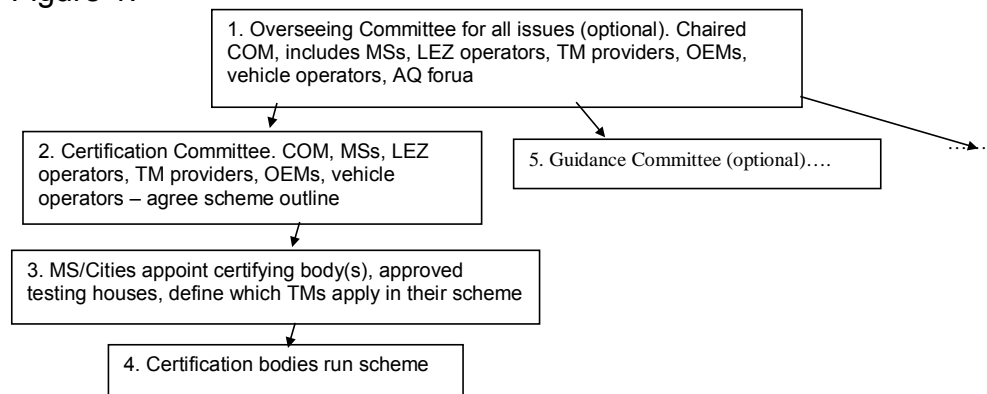 1. Overseeing Committee for all issues (optional). Chaired
COM, includes MSs, LEZ operators, TM providers, OEMs,
vehicle operators, AQ forua
2. Certification Committee. COM, MSs, LEZ
operators, TM providers, OEMs, vehicle
operators – agree scheme outline
5. Guidance Committee (optional)….
……
3. MS/Cities appoint certifying body(s), approved
testing houses, define which TMs apply in their scheme
4. Certification bodies run scheme